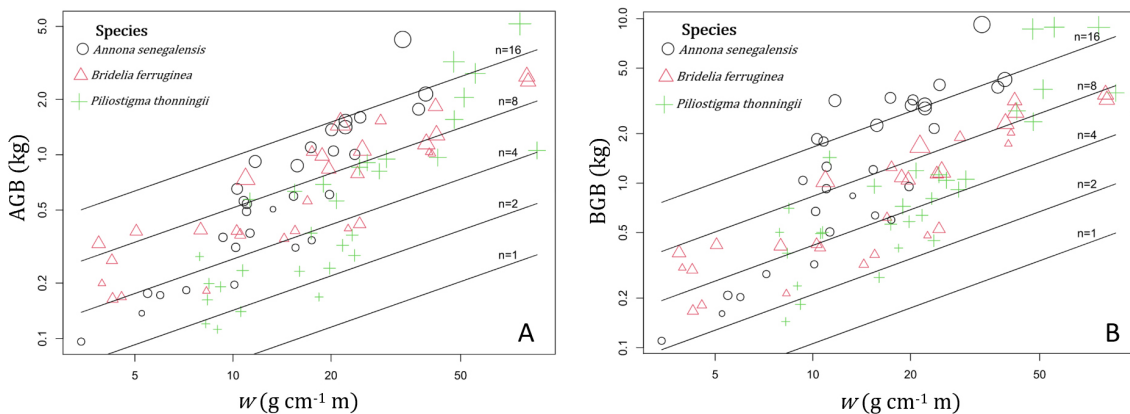 Species
Annona senegalensis
Bridelia ferruginea
Piliostigma thonningii
n=16
n=8
n=4
n=2
n=1
A
AGB (kg)
5.0
2.0
1.0
0.5
0.2
0.1
5
10
20
50
w (g cm⁻¹ m)
Species
Annona senegalensis
Bridelia ferruginea
Piliostigma thonningii
n=16
n=8
n=4
n=2
n=1
B
BGB (kg)
10.0
5.0
2.0
1.0
0.5
0.2
0.1
5
10
20
50
w (g cm⁻¹ m)